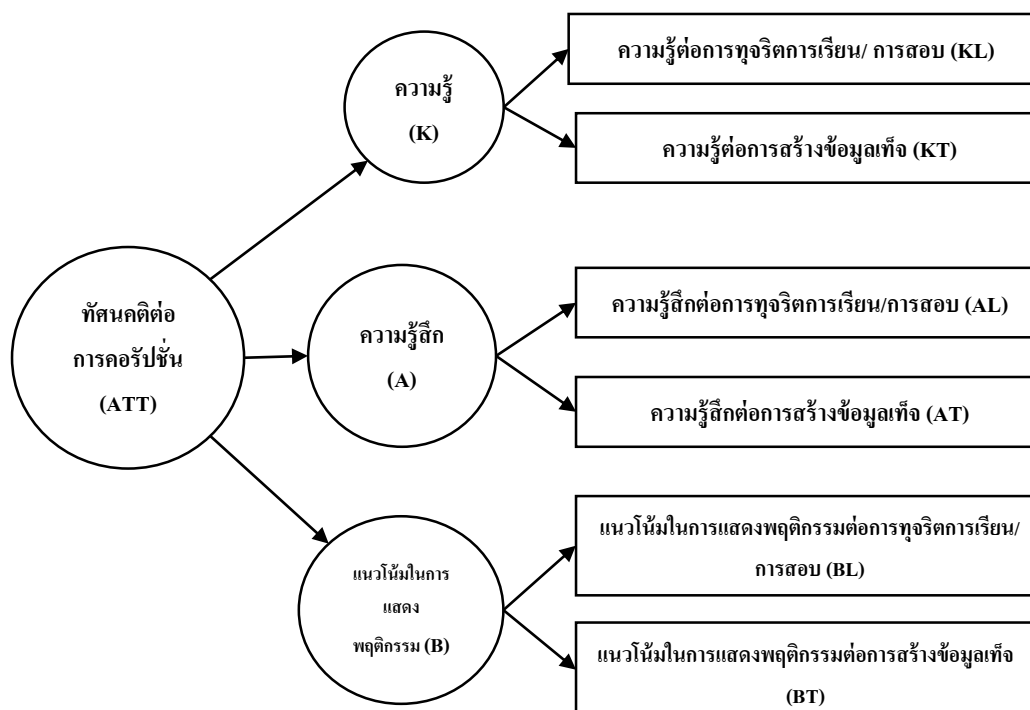 ความรู้
(K)
ความรู้ต่อการทุจริตการเรียน/ การสอบ (KL)
ความรู้ต่อการสร้างข้อมูลเท็จ (KT)
ทัศนคติต่อ
การคอรัปชั่น
(ATT)
ความรู้สึก
(A)
ความรู้สึกต่อการทุจริตการเรียน/การสอบ (AL)
ความรู้สึกต่อการสร้างข้อมูลเท็จ (AT)
แนวโน้มในการ
แสดง
พฤติกรรม (B)
แนวโน้มในการแสดงพฤติกรรมต่อการทุจริตการเรียน/
การสอบ (BL)
แนวโน้มในการแสดงพฤติกรรมต่อการสร้างข้อมูลเท็จ
(BT)